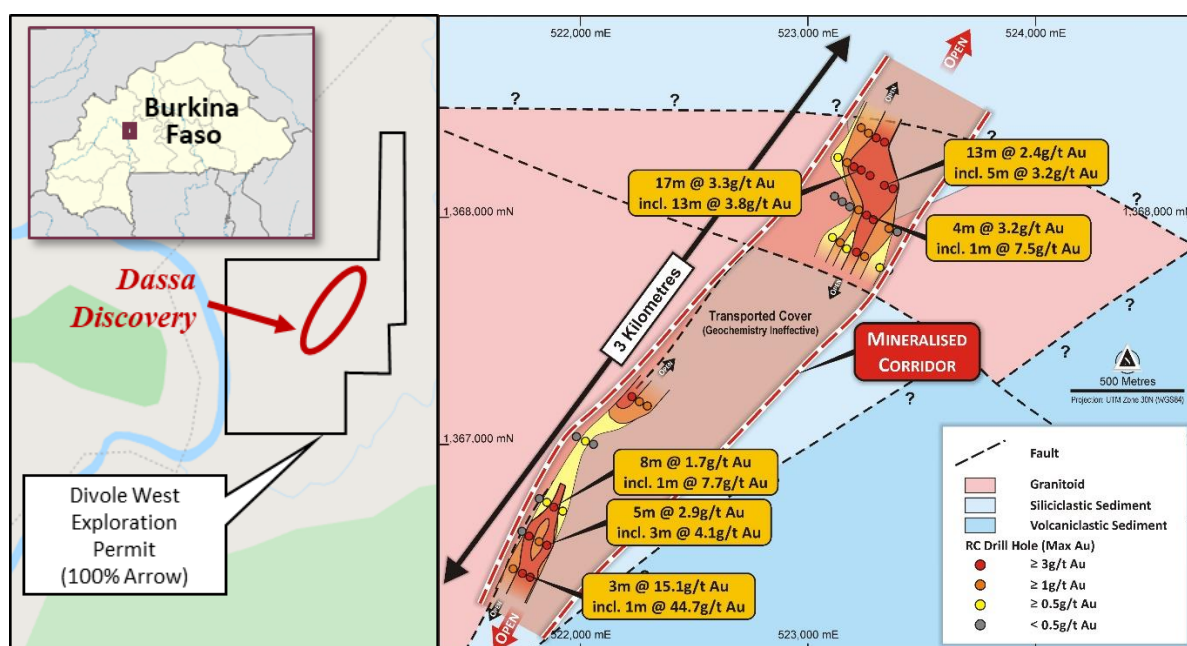 Burkina
Faso
Dassa
Discovery
Divole West
Exploration
Permit
(100% Arrow)
522,000 mE
523,000 mE
524,000 mE
OPEN
?
?
?
?
Open
13m @ 2.4g/t Au
incl. 5m @ 3.2g/t Au
17m @ 3.3g/t Au
incl. 13m @ 3.8g/t Au
?
1,368,000 mN
1,368,000 mN
4m @ 3.2g/t Au
incl. 1m @ 7.5g/t Au
?
Open
3 Kilometres
Transported Cover
(Geochemistry Ineffective)
MINERALISED
CORRIDOR
?
Open
500 Metres
Projection: UTM Zone 30N (WGS84)
?
1,367,000 mN
8m @ 1.7g/t Au
incl. 1m @ 7.7g/t Au
5m @ 2.9g/t Au
incl. 3m @ 4.1g/t Au
3m @ 15.1g/t Au
incl. 1m @ 44.7g/t Au
Open
OPEN
522,000 mE
523,000 mE
Fault
Granitoid
Siliciclastic Sediment
Volcaniclastic Sediment
RC Drill Hole (Max Au)
≥ 3g/t Au
≥ 1g/t Au
≥ 0.5g/t Au
< 0.5g/t Au